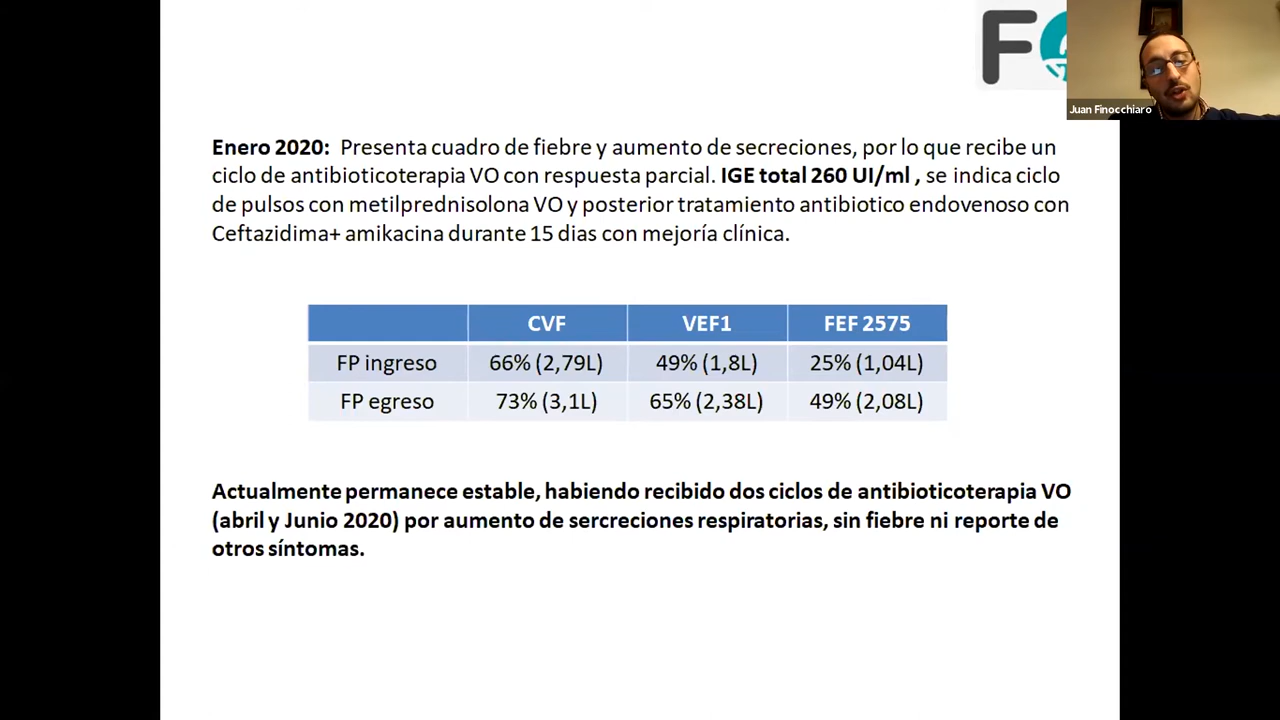 F
Juan Finocchiaro
Enero 2020: Presenta cuadro de fiebre y aumento de secreciones, por lo que recibe un
ciclo de antibioticoterapia VO con respuesta parcial. IGE total 260 UI/ml , se indica ciclo
de pulsos con metilprednisolona VO y posterior tratamiento antibiotico endovenoso con
Ceftazidima+ amikacina durante 15 dias con mejoría clínica.
CVF VEF1 FEF 2575
FP ingreso 66% (2,79L) 49% (1,8L) 25% (1,04L)
FP egreso 73% (3,1L) 65% (2,38L) 49% (2,08L)
Actualmente permanece estable, habiendo recibido dos ciclos de antibioticoterapia VO
(abril y Junio 2020) por aumento de sercreciones respiratorias, sin fiebre ni reporte de
otros síntomas.